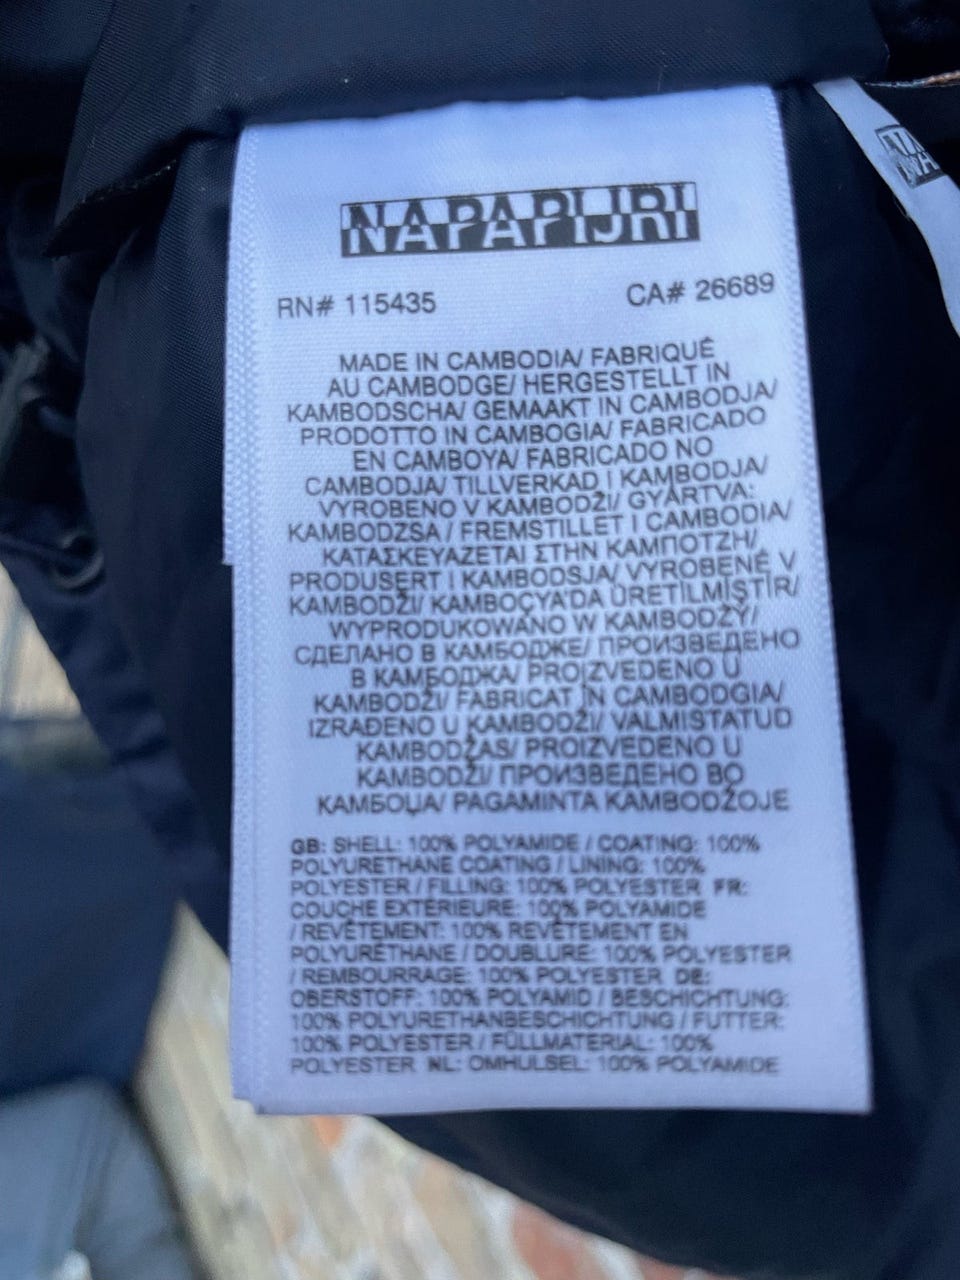 NAPAPIJRI
RN# 115435 CA# 26689
MADE IN CAMBODIA/ FABRIQUÉ
AU CAMBODGE/ HERGESTELLT IN
KAMBODSCHA/ GEMAAKT IN CAMBODJA/
PRODOTTO IN CAMBOGIA/ FABRICADO
EN CAMBOYA/ FABRICADO NO
CAMBODJA/ TILLVERKAD I KAMBODJA/
VYROBENO V KAMBODŽI/ GYÁRTVA:
KAMBODZSA / FREMSTILLET I CAMBODIA/
ΚΑΤΑΣΚΕΥΑΖΕΤΑΙ ΣΤΗΝ ΚΑΜΠΟΤΖΗ/
PRODUSERT I KAMBODSJA/ VYROBENÉ V
KAMBODŽI/ KAMBOÇYA'DA ÜRETİLMİŞTİR/
WYPRODUKOWANO W KAMBODŻY/
СДЕЛАНО В КАМБОДЖЕ/ ПРОИЗВЕДЕНО
В КАМБОДЖА/ PROIZVEDENO U
KAMBODŽI/ FABRICAT ÎN CAMBODGIA/
IZRAĐENO U KAMBODŽI/ VALMISTATUD
KAMBODŽAS/ PROIZVEDENO U
KAMBODŽI/ ПРОИЗВЕДЕНО ВО
КАМБОЏА/ PAGAMINTA KAMBODŽOJE
GB: SHELL: 100% POLYAMIDE / COATING: 100%
POLYURETHANE COATING / LINING: 100%
POLYESTER / FILLING: 100% POLYESTER FR:
COUCHE EXTÉRIEURE: 100% POLYAMIDE
/ REVÊTEMENT: 100% REVÊTEMENT EN
POLYURÉTHANE / DOUBLURE: 100% POLYESTER
/ REMBOURRAGE: 100% POLYESTER DE:
OBERSTOFF: 100% POLYAMID / BESCHICHTUNG:
100% POLYURETHANBESCHICHTUNG / FUTTER:
100% POLYESTER / FÜLLMATERIAL: 100%
POLYESTER NL: OMHULSEL: 100% POLYAMIDE